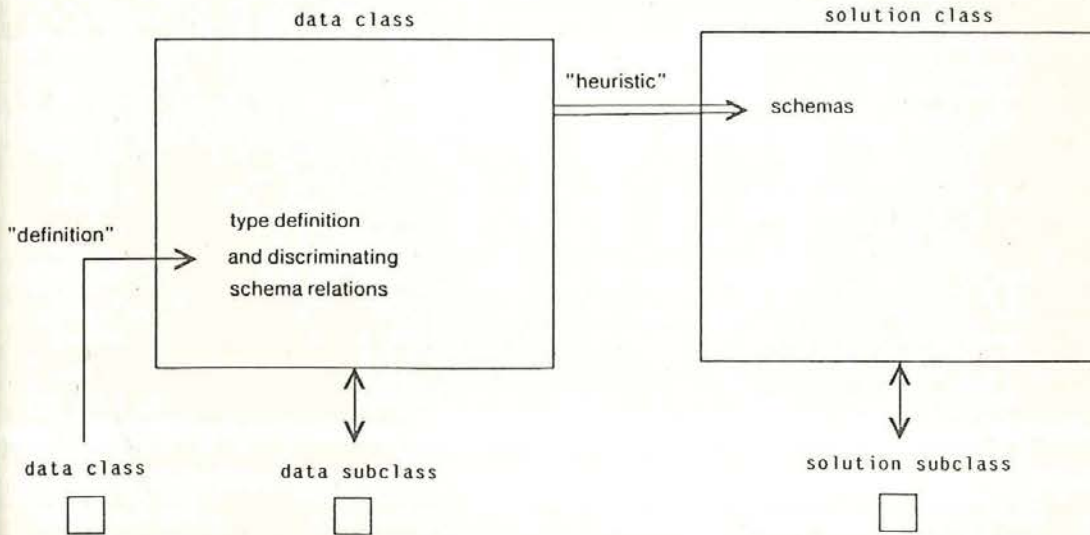 data class
solution class
"heuristic"
schemas
type definition
"definition"
and discriminating
schema relations
data class
data subclass
solution subclass